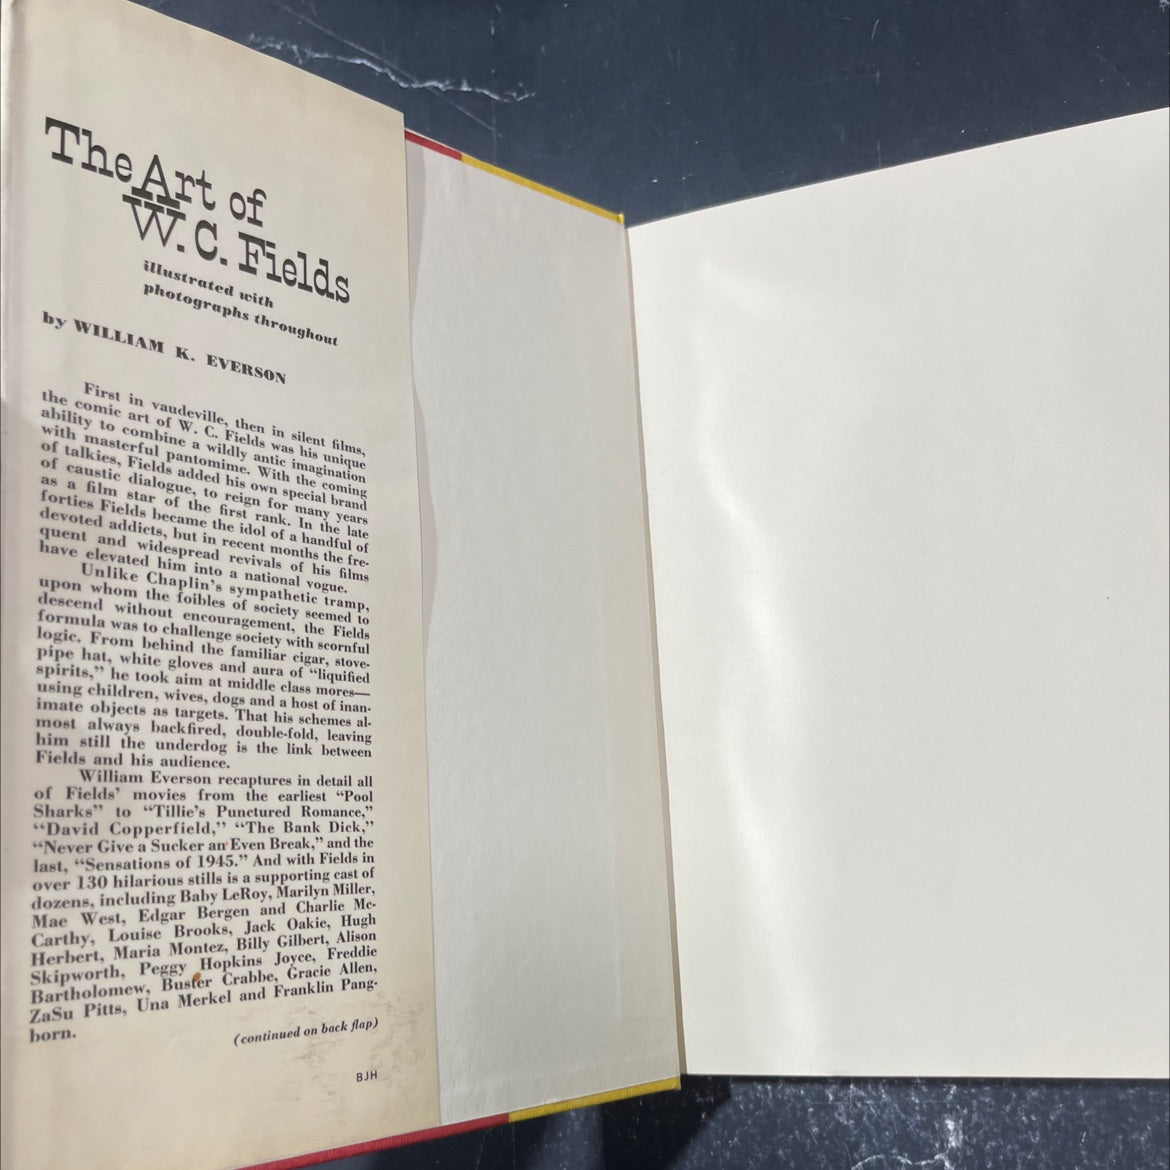 The Art of
W. C. Fields
illustrated with
photographs throughout
by WILLIAM K. EVERSON
First in vaudeville, then in silent films,
the comic art of W. C. Fields was his unique
ability to combine a wildly antic imagination
with masterful pantomime. With the coming
of talkies, Fields added his own special brand
of caustic dialogue, to reign for many years
as a film star of the first rank. In the late
forties Fields became the idol of a handful of
devoted addicts, but in recent months the fre-
quent and widespread revivals of his films
have elevated him into a national vogue.
Unlike Chaplin's sympathetic tramp,
upon whom the foibles of society seemed to
descend without encouragement, the Fields
formula was to challenge society with scornful
logic. From behind the familiar cigar, stove-
pipe hat, white gloves and aura of "liquified
spirits," he took aim at middle class mores—
using children, wives, dogs and a host of inan-
imate objects as targets. That his schemes al-
most always backfired, double-fold, leaving
him still the underdog is the link between
Fields and his audience.
William Everson recaptures in detail all
of Fields' movies from the earliest "Pool
Sharks" to "Tillie's Punctured Romance,"
"David Copperfield," "The Bank Dick,"
"Never Give a Sucker an Even Break," and the
last, "Sensations of 1945." And with Fields in
over 130 hilarious stills is a supporting cast of
dozens, including Baby LeRoy, Marilyn Miller,
Mae West, Edgar Bergen and Charlie Mc-
Carthy, Louise Brooks, Jack Oakie, Hugh
Herbert, Maria Montez, Billy Gilbert, Alison
Skipworth, Peggy Hopkins Joyce, Freddie
Bartholomew, Buster Crabbe, Gracie Allen,
ZaSu Pitts, Una Merkel and Franklin Pang-
born.
(continued on back flap)
BJH